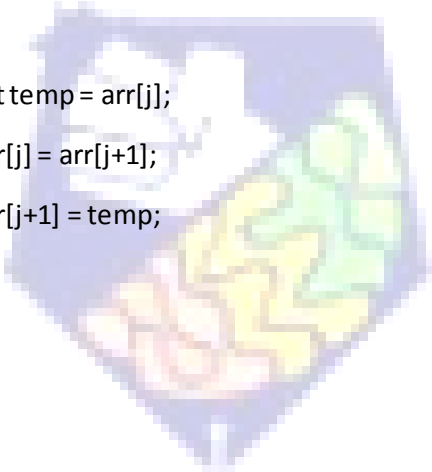 t temp = arr[j];
r[j] = arr[j+1];
r[j+1] = temp;